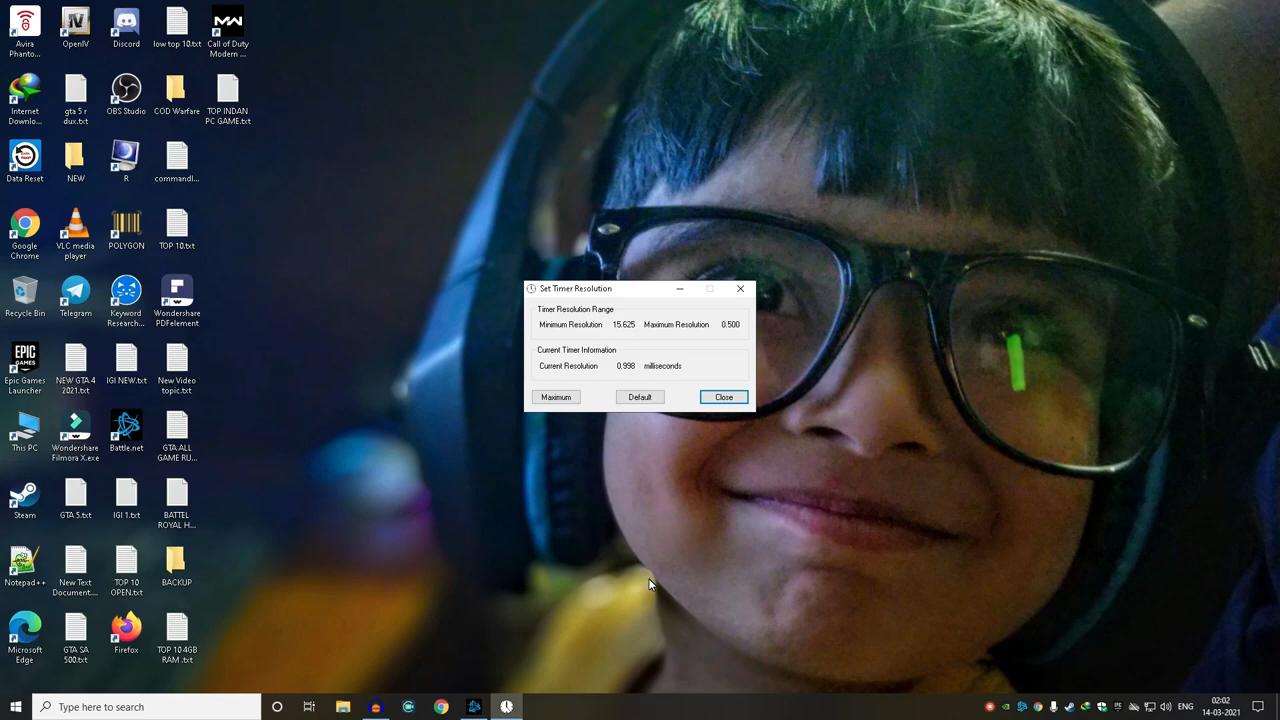 Avira
Phanto...
OpenIV
Discord
low top 10.txt
Call of Duty
Modern ...
Internet
Downlo...
gta 5 r
dux.txt
OBS Studio
COD Warfare
TOP INDAN
PC GAME.txt
Data Reset
NEW
R
commandl...
Google
Chrome
VLC media
player
POLYGON
TOP 10.txt
Recycle Bin
Telegram
Keyword
Research...
Wondershare
PDFelement
Epic Games
Launcher
NEW GTA 4
2021.txt
IGI NEW.txt
New Video
topic.txt
This PC
Wondershare
Filmora X.exe
Battle.net
GTA ALL
GAME RU...
Steam
GTA 5.txt
IGI 1.txt
BATTEL
ROYAL H...
Notepad++
New Text
Document....
TOP 10
OPEN.txt
BACKUP
Microsoft
Edge
GTA SA
500.txt
Firefox
TOP 10 4GB
RAM .txt
Set Timer Resolution
Timer Resolution Range
Minimum Resolution 15.625 Maximum Resolution 0.500
Current Timer Information
Current Resolution 0.998 milliseconds
Maximum Default Close
Type here to search
ENG
02:02
14-03-2021